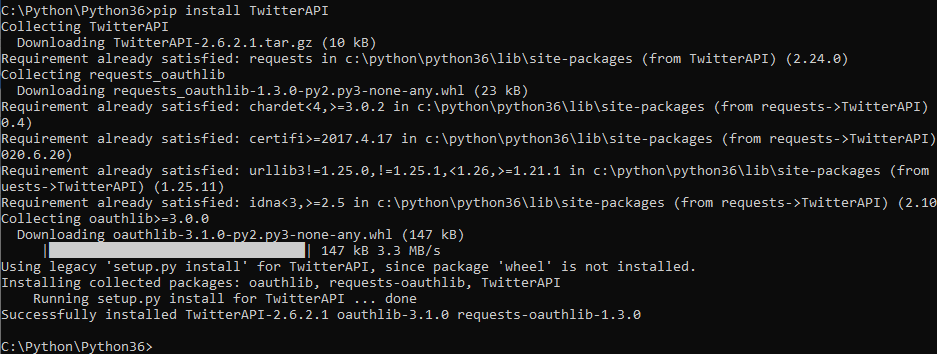 C:\Python\Python36>pip install TwitterAPI
Collecting TwitterAPI
  Downloading TwitterAPI-2.6.2.1.tar.gz (10 kB)
Requirement already satisfied: requests in c:\python\python36\lib\site-packages (from TwitterAPI) (2.24.0)
Collecting requests_oauthlib
  Downloading requests_oauthlib-1.3.0-py2.py3-none-any.whl (23 kB)
Requirement already satisfied: chardet<4,>=3.0.2 in c:\python\python36\lib\site-packages (from requests->TwitterAPI)
0.4)
Requirement already satisfied: certifi>=2017.4.17 in c:\python\python36\lib\site-packages (from requests->TwitterAPI)
020.6.20)
Requirement already satisfied: urllib3!=1.25.0,!=1.25.1,<1.26,>=1.21.1 in c:\python\python36\lib\site-packages (from
uests->TwitterAPI) (1.25.11)
Requirement already satisfied: idna<3,>=2.5 in c:\python\python36\lib\site-packages (from requests->TwitterAPI) (2.10
Collecting oauthlib>=3.0.0
  Downloading oauthlib-3.1.0-py2.py3-none-any.whl (147 kB)
     |████████████████████████████████| 147 kB 3.3 MB/s
Using legacy 'setup.py install' for TwitterAPI, since package 'wheel' is not installed.
Installing collected packages: oauthlib, requests-oauthlib, TwitterAPI
    Running setup.py install for TwitterAPI ... done
Successfully installed TwitterAPI-2.6.2.1 oauthlib-3.1.0 requests-oauthlib-1.3.0
C:\Python\Python36>